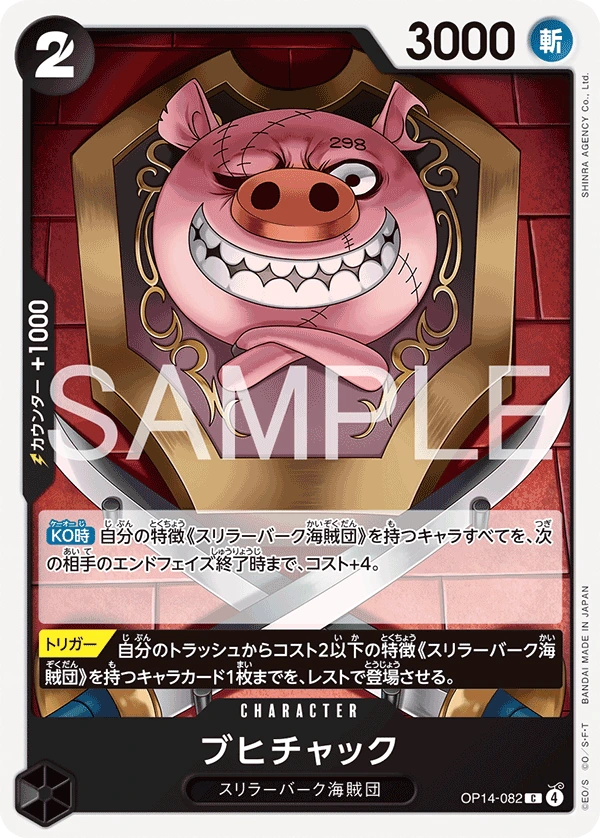 2
3000
斬
298
SHINRA AGENCY Co., Ltd.
カウンター +1000
SAMPLE
KO時 自分の特徴《スリラーバーク海賊団》を持つキャラすべてを、次
の相手のエンドフェイズ終了時まで、コスト+4。
トリガー 自分のトラッシュからコスト2以下の特徴《スリラーバーク海
賊団》を持つキャラカード1枚までを、レストで登場させる。
CHARACTER
ブヒチャック
スリラーバーク海賊団
OP14-082 C 4
©E.O/S ©O/S・F・T BANDAI MADE IN JAPAN